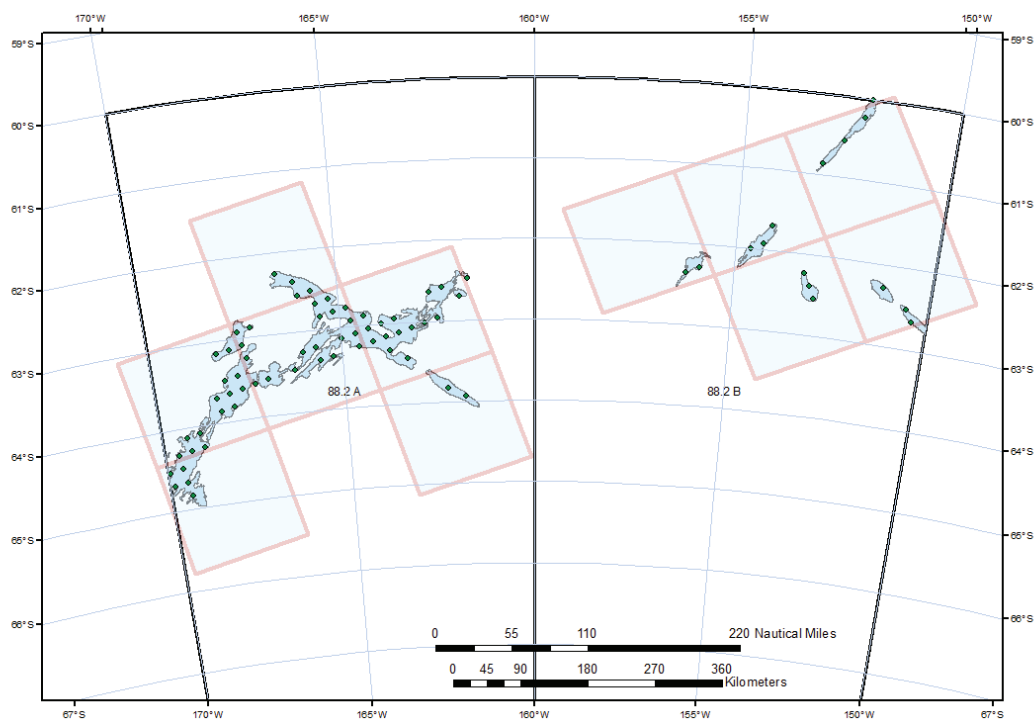 170°W 165°W 160°W 155°W 150°W
59°S 59°S
60°S 60°S
61°S 61°S
62°S 62°S
63°S 63°S
88.2 A 88.2 B
64°S 64°S
65°S 65°S
66°S 66°S
0 55 110 220 Nautical Miles
0 45 90 180 270 360
Kilometers
67°S 170°W 165°W 160°W 155°W 150°W 67°S